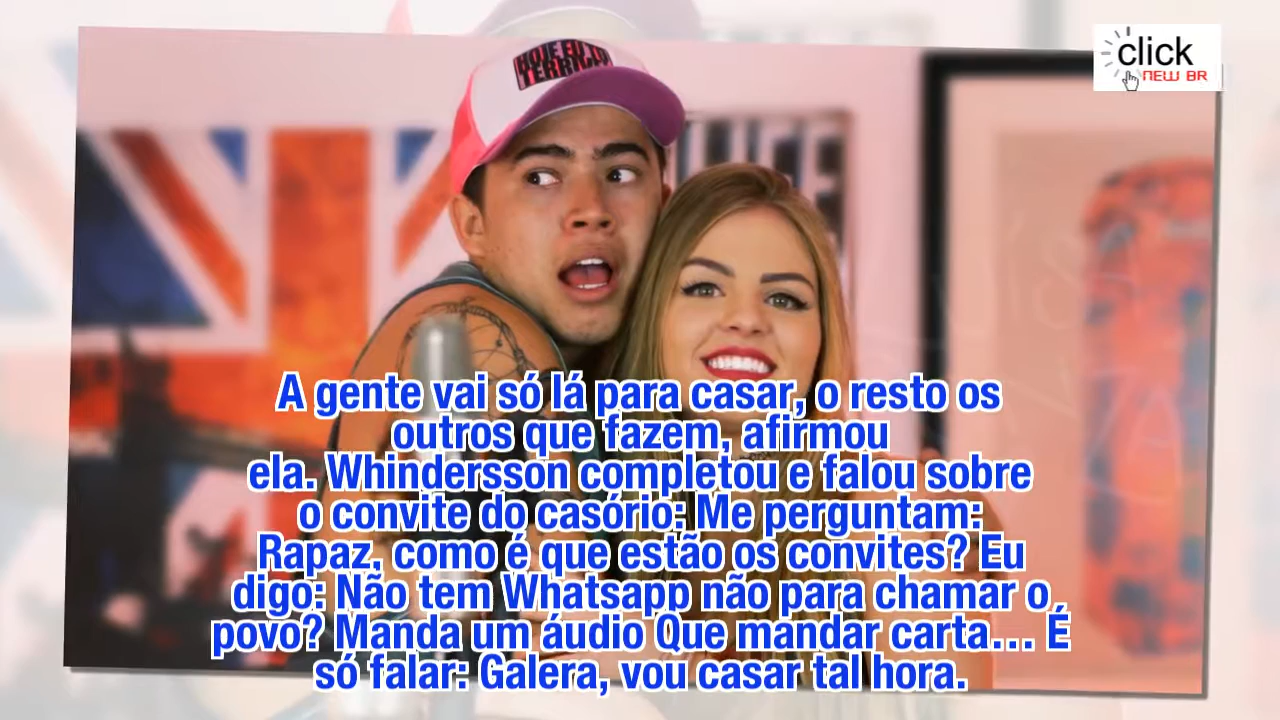 click
NEW BR
HOJE EU TÔ
TERRÍVEL
A gente vai só lá para casar, o resto os
outros que fazem, afirmou
ela. Whindersson completou e falou sobre
o convite do casório: Me perguntam:
Rapaz, como é que estão os convites? Eu
digo: Não tem Whatsapp não para chamar o
povo? Manda um áudio Que mandar carta… É
só falar: Galera, vou casar tal hora.